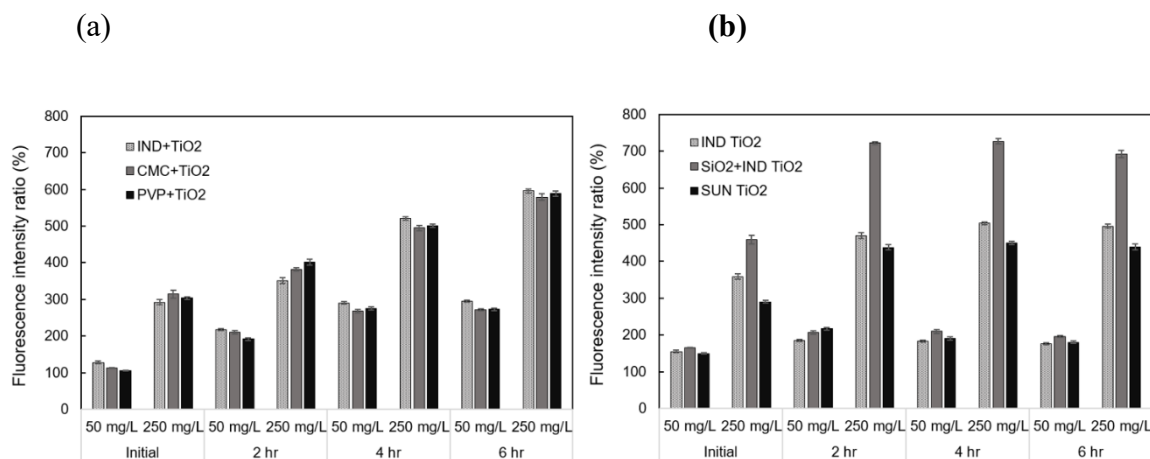 (a)
800
700
600
500
400
300
200
100
0
Fluorescence intensity ratio (%)
IND+TiO2
CMC+TiO2
PVP+TiO2
50 mg/L 250 mg/L 50 mg/L 250 mg/L 50 mg/L 250 mg/L 50 mg/L 250 mg/L
Initial 2 hr 4 hr 6 hr
(b)
800
700
600
500
400
300
200
100
0
Fluorescence intensity ratio (%)
IND TiO2
SiO2+IND TiO2
SUN TiO2
50 mg/L 250 mg/L 50 mg/L 250 mg/L 50 mg/L 250 mg/L 50 mg/L 250 mg/L
Initial 2 hr 4 hr 6 hr